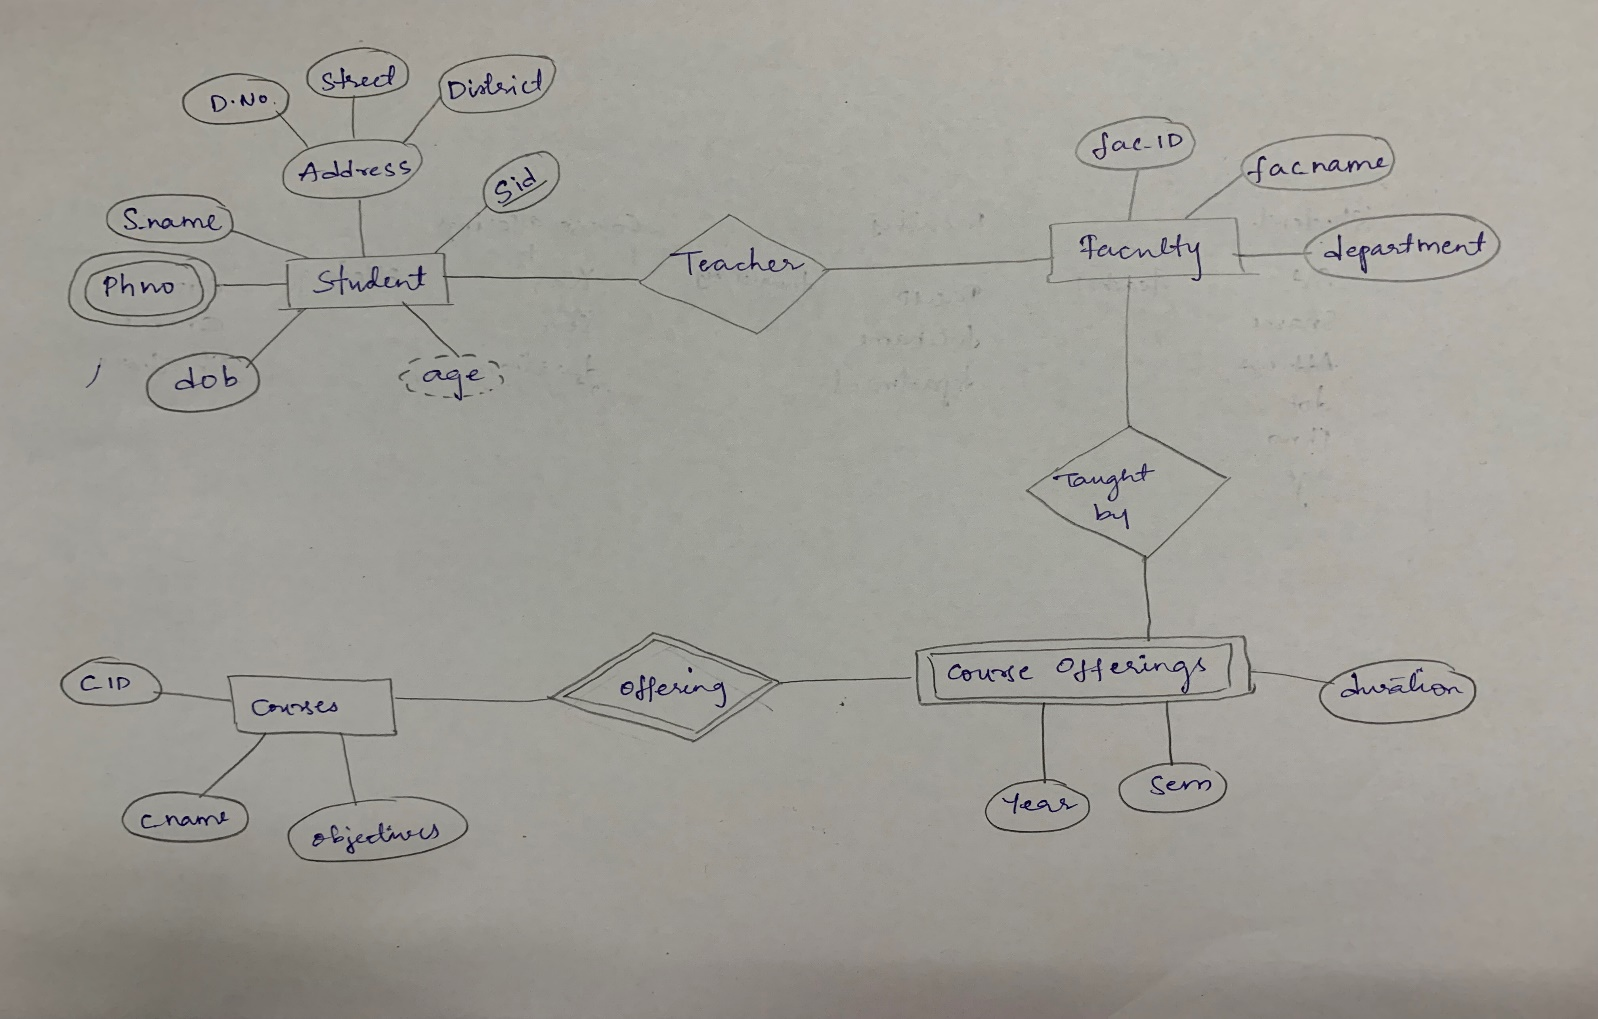 Street
District
D.No.
Address
Sid
S.name
Phno
Student
dob
age
Teacher
fac-ID
facname
Faculty
department
Taught
by
C ID
Courses
Cname
objectives
offering
Course Offerings
duration
Year
Sem